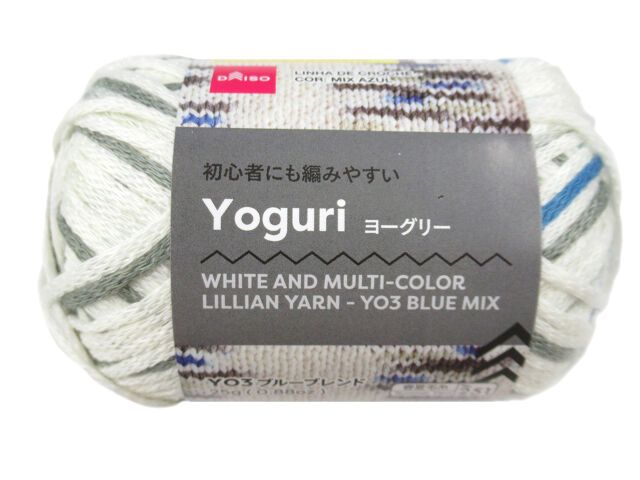 DAISO
LINHA DE CROCHÊ
COR: MIX AZUL
初心者にも編みやすい
Yoguri ヨーグリー
WHITE AND MULTI-COLOR
LILLIAN YARN - YO3 BLUE MIX
YO3 ブルーブレンド
25g (0.88oz)